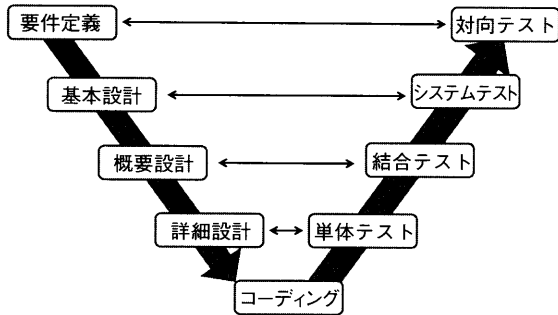 要件定義
対向テスト
基本設計
システムテスト
概要設計
結合テスト
詳細設計
単体テスト
コーディング